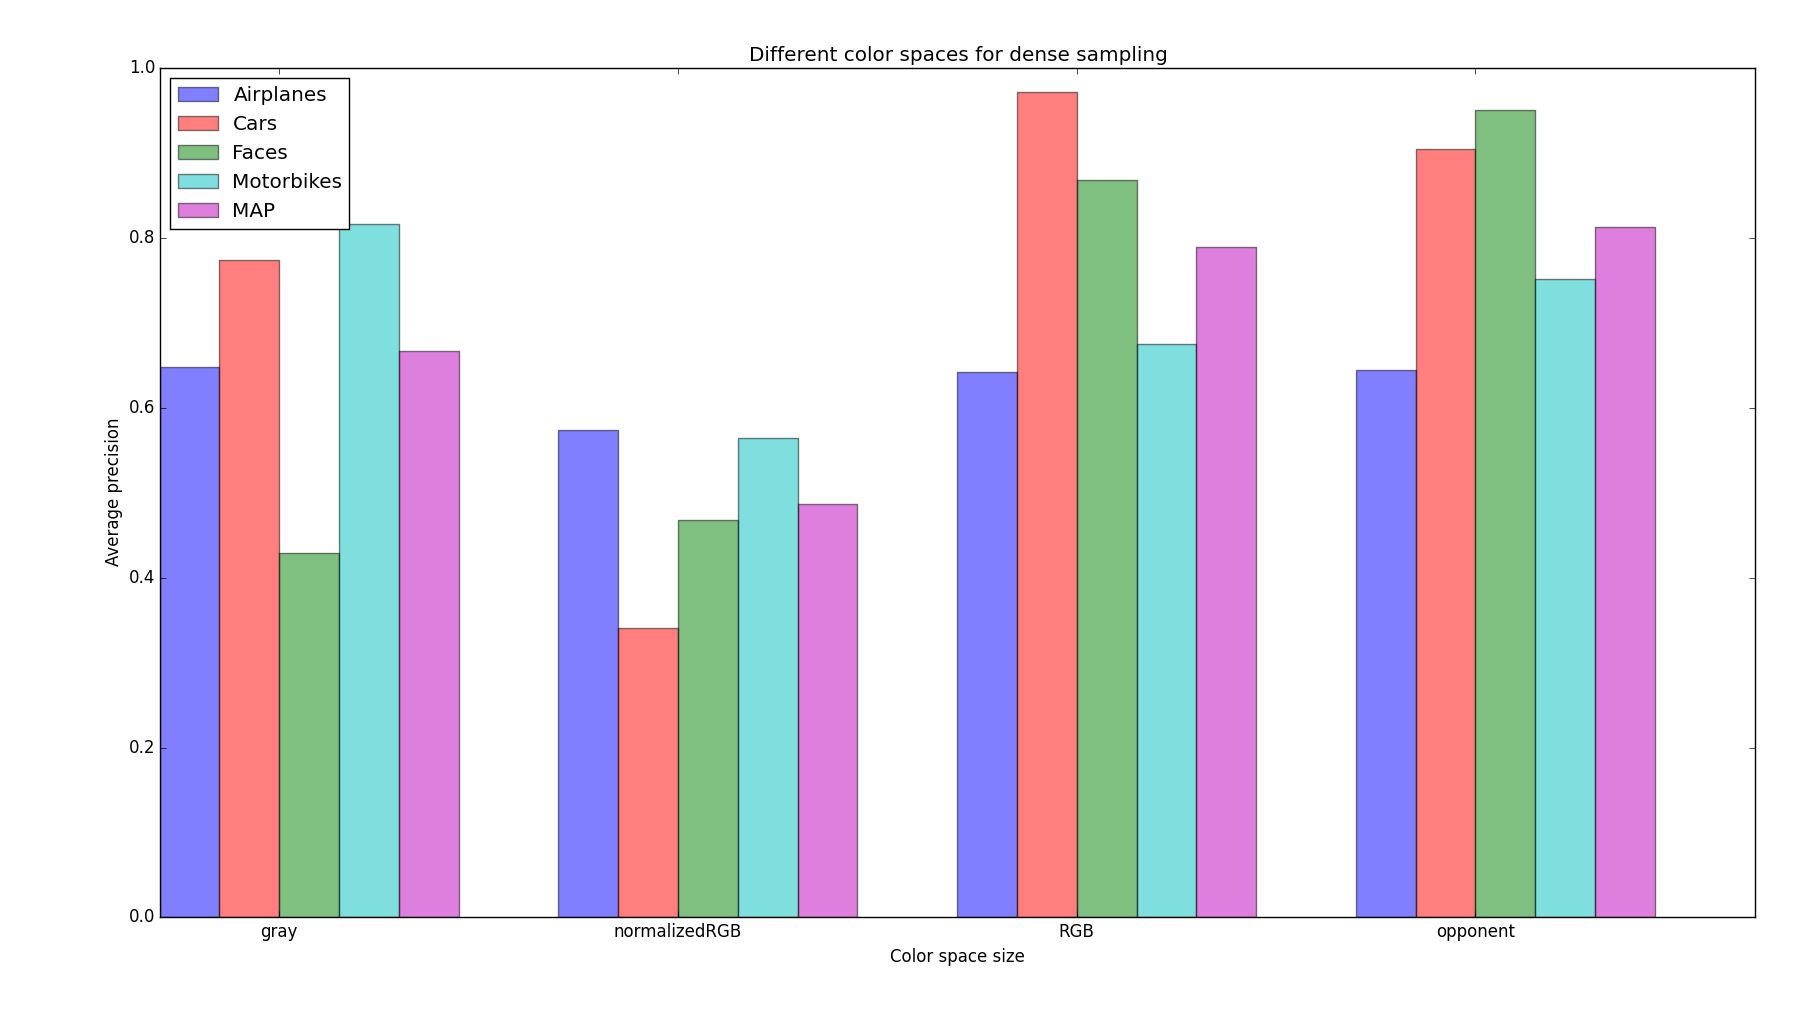 Different color spaces for dense sampling
1.0
0.8
0.6
0.4
0.2
0.0
Average precision
Airplanes
Cars
Faces
Motorbikes
MAP
gray normalizedRGB RGB opponent
Color space size